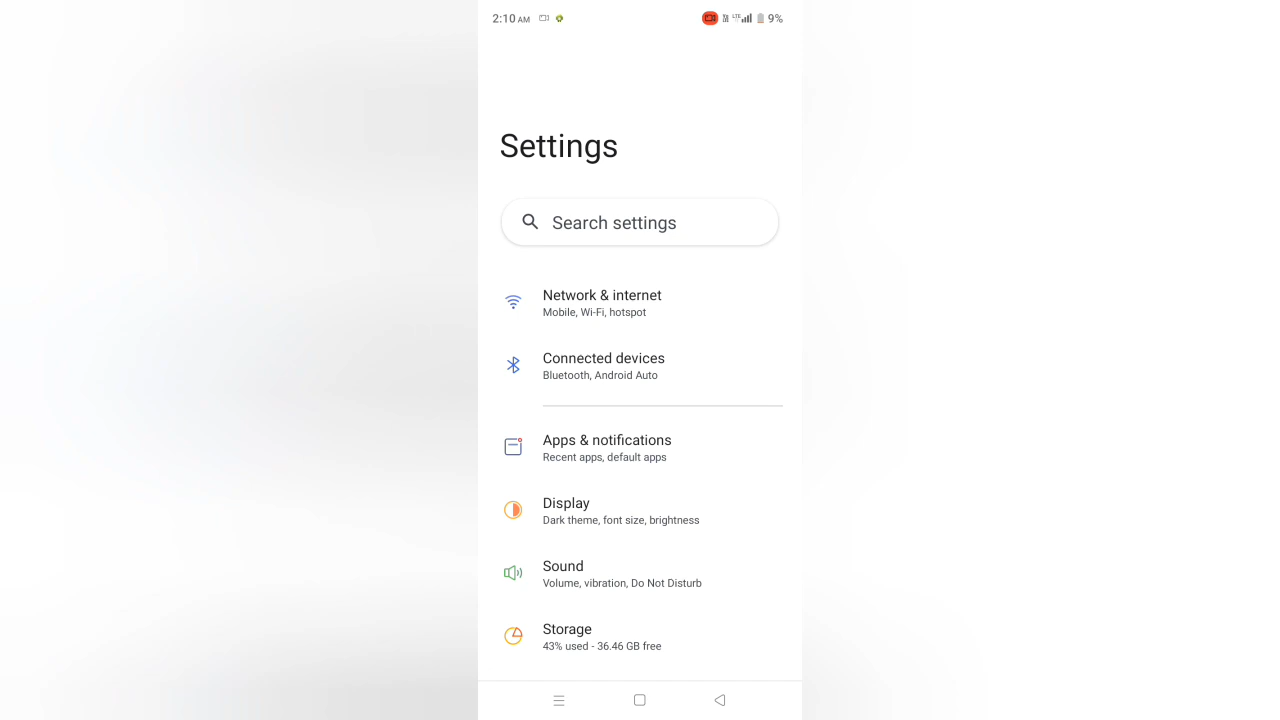 2:10 AM 9%
Settings
Search settings
Network & internet
Mobile, Wi-Fi, hotspot
Connected devices
Bluetooth, Android Auto
Apps & notifications
Recent apps, default apps
Display
Dark theme, font size, brightness
Sound
Volume, vibration, Do Not Disturb
Storage
43% used - 36.46 GB free